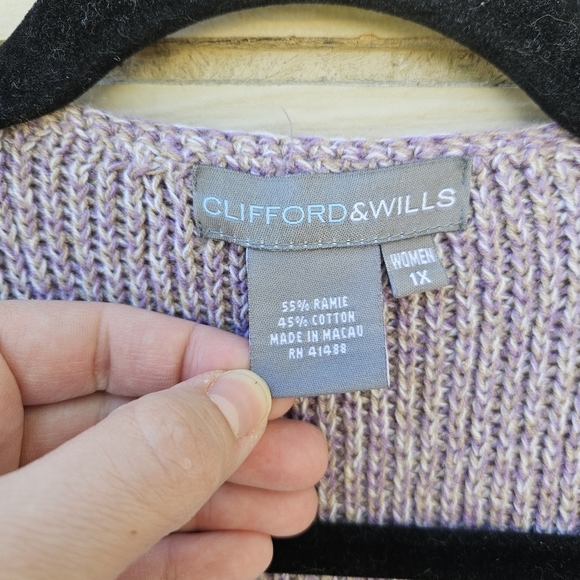 CLIFFORD&WILLS
WOMEN
1X
55% RAMIE
45% COTTON
MADE IN MACAU
RN 41488